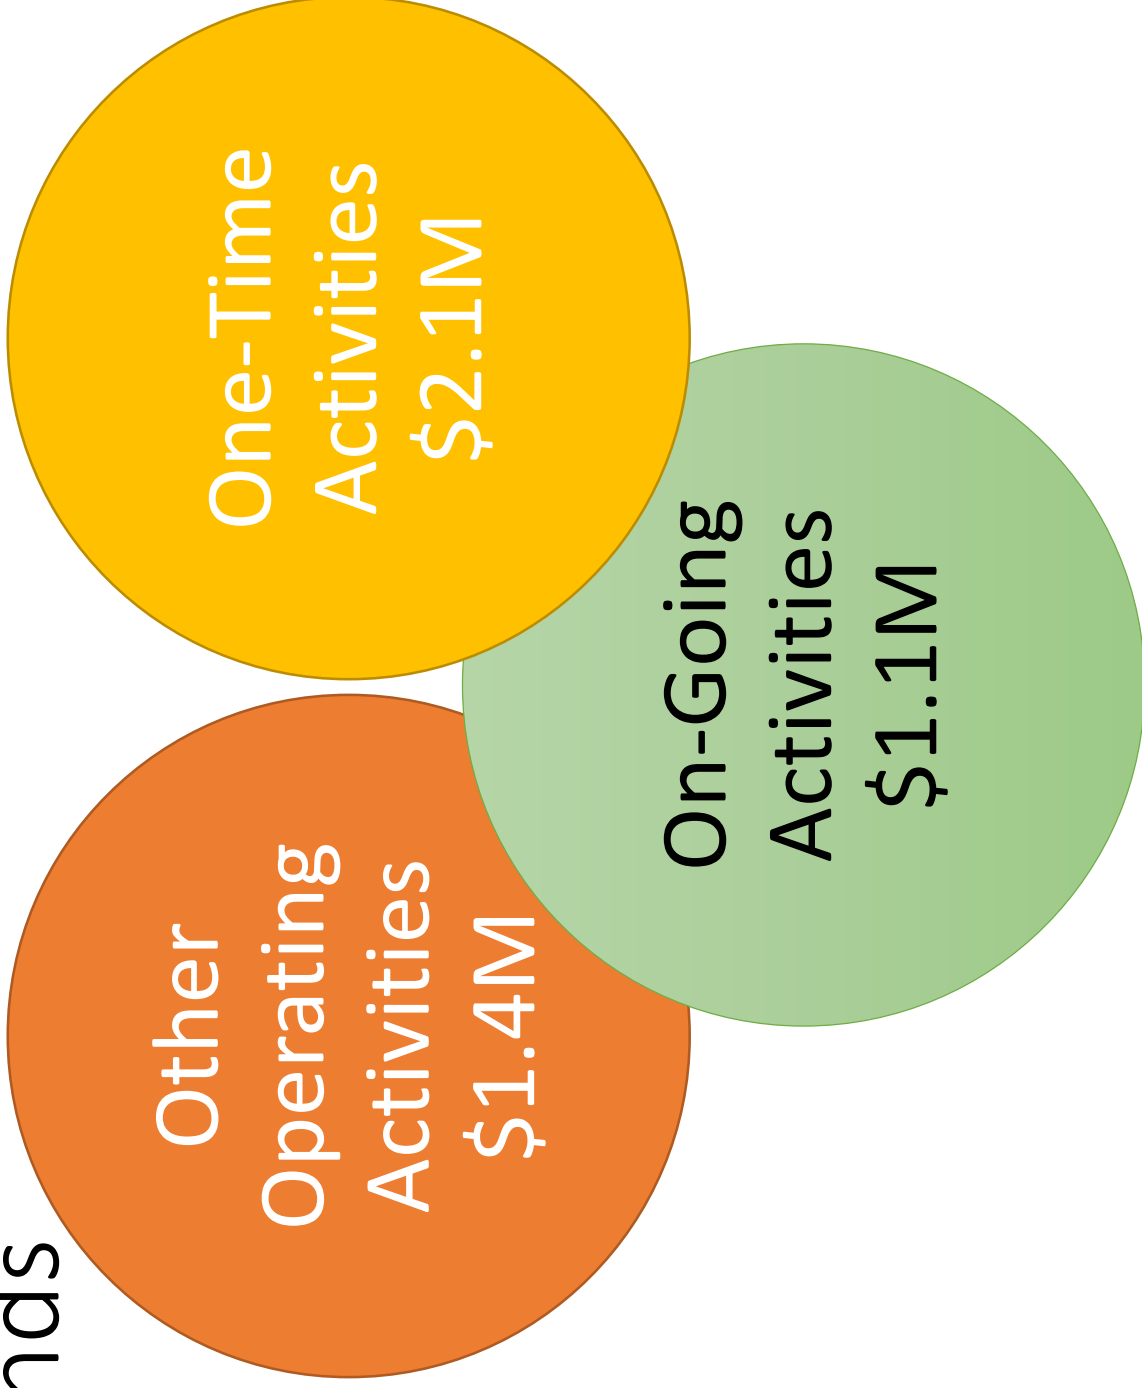 Other
Operating
Activities
$1.4M
One-Time
Activities
$2.1M
On-Going
Activities
$1.1M